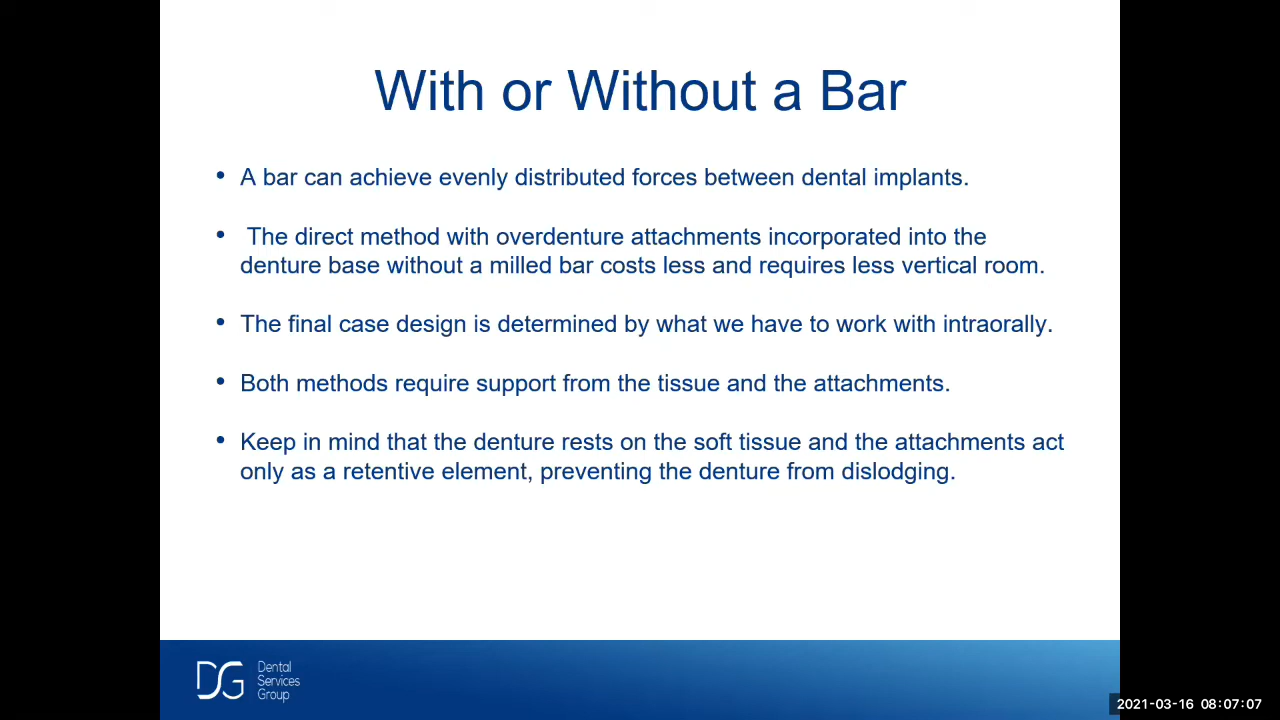 With or Without a Bar
• A bar can achieve evenly distributed forces between dental implants.
• The direct method with overdenture attachments incorporated into the
denture base without a milled bar costs less and requires less vertical room.
• The final case design is determined by what we have to work with intraorally.
• Both methods require support from the tissue and the attachments.
• Keep in mind that the denture rests on the soft tissue and the attachments act
only as a retentive element, preventing the denture from dislodging.
DG
Dental
Services
Group
2021-03-16 08:07:07